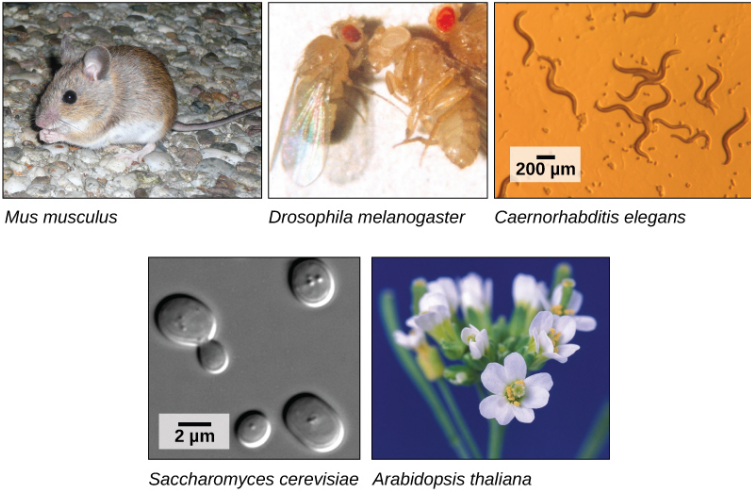 200 µm
Mus musculus
Drosophila melanogaster
Caernorhabditis elegans
2 µm
Saccharomyces cerevisiae
Arabidopsis thaliana